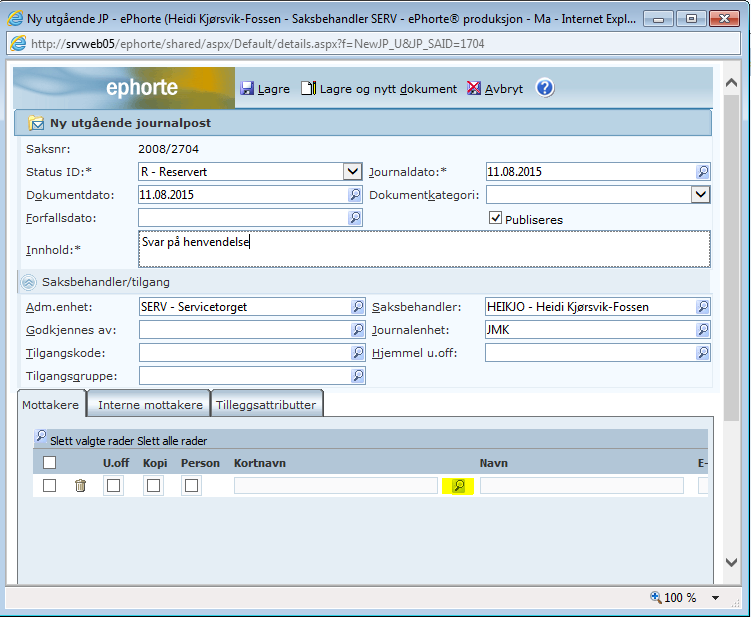 Ny utgående JP - ePhorte (Heidi Kjørsvik-Fossen - Saksbehandler SERV - ePhorte® produksjon - Ma - Internet Expl...
http://srvweb05/ephorte/shared/aspx/Default/details.aspx?f=NewJP_U&JP_SAID=1704
ephorte Lagre Lagre og nytt dokument Avbryt ?
Ny utgående journalpost
Saksnr: 2008/2704
Status ID:* R - Reservert Journaldato:* 11.08.2015
Dokumentdato: 11.08.2015 Dokumentkategori:
Forfallsdato: Publiseres
Innhold:* Svar på henvendelse
Saksbehandler/tilgang
Adm.enhet: SERV - Servicetorget Saksbehandler: HEIKJO - Heidi Kjørsvik-Fossen
Godkjennes av: Journalenhet: JMK
Tilgangskode: Hjemmel u.off:
Tilgangsgruppe:
Mottakere Interne mottakere Tilleggsattributter
Slett valgte rader Slett alle rader
U.off Kopi Person Kortnavn Navn E-
100 %